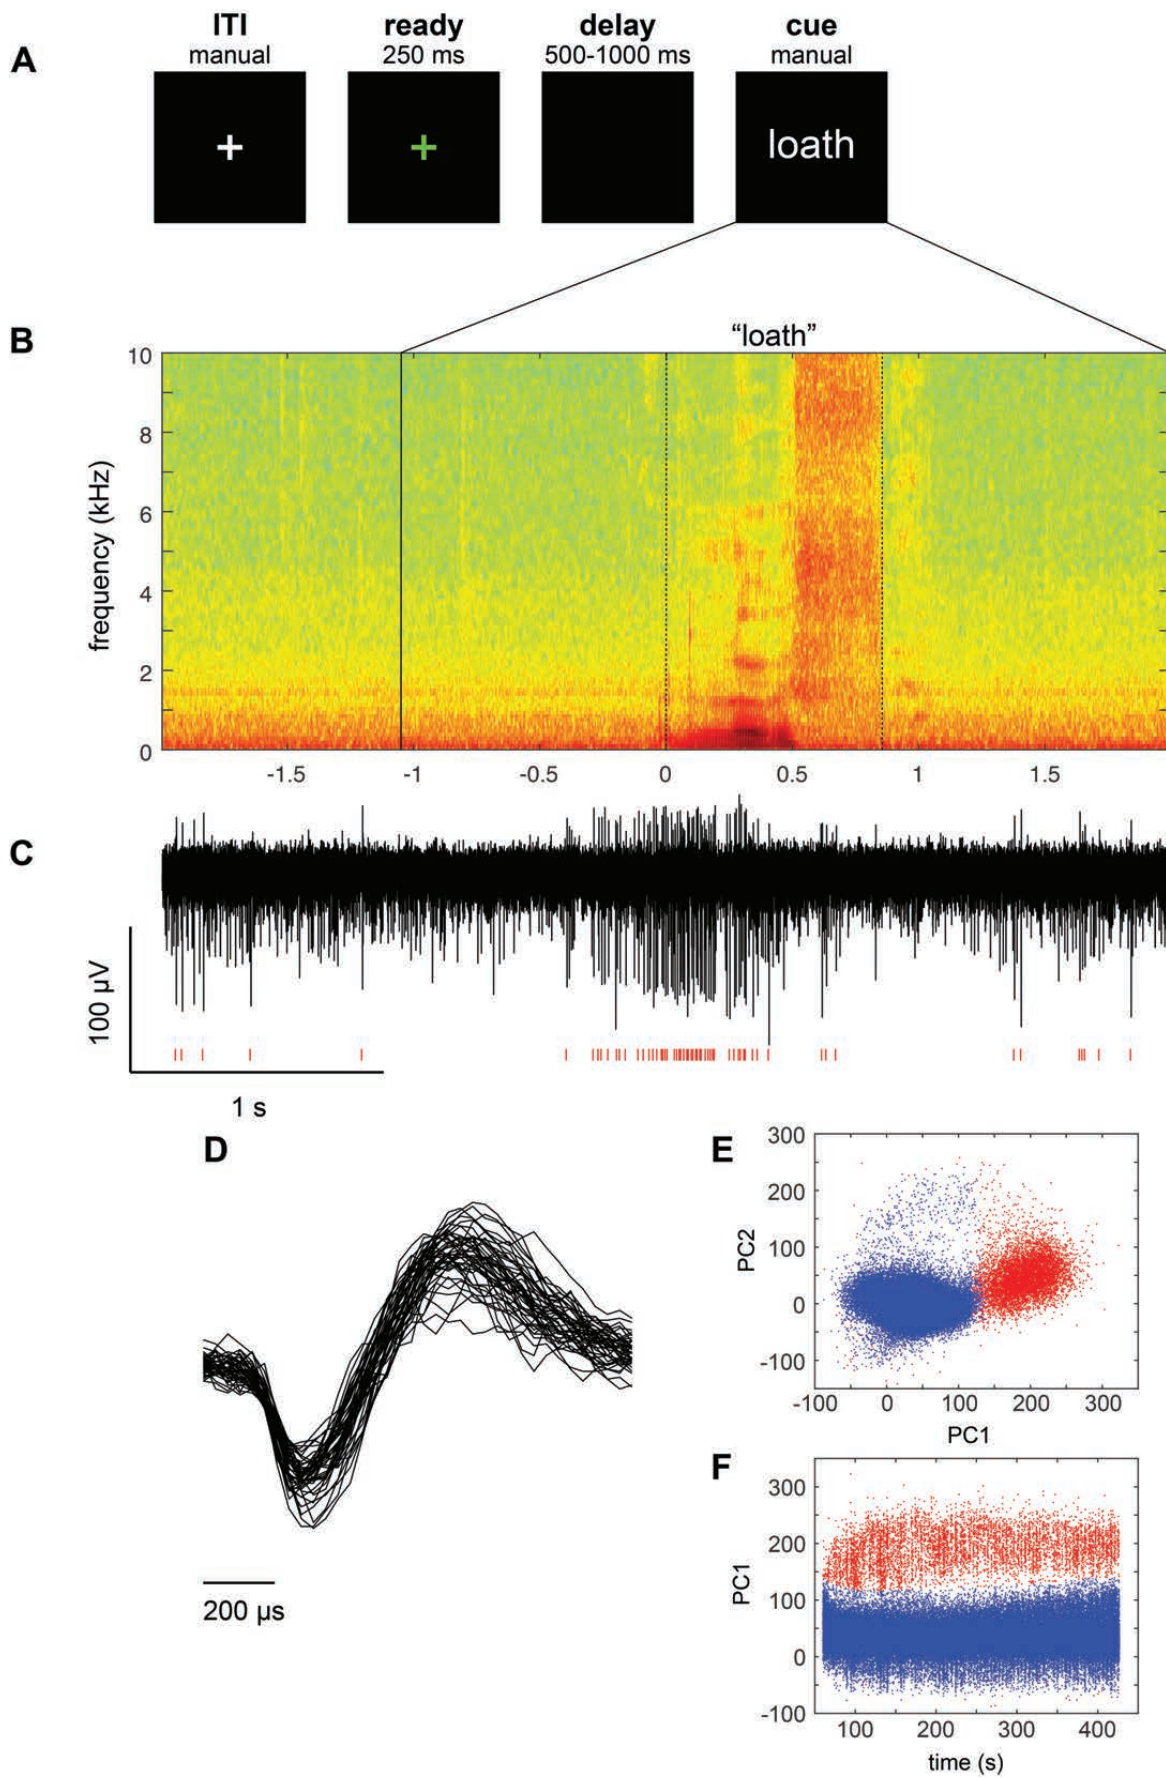 A
ITI
manual
ready
250 ms
delay
500-1000 ms
cue
manual
+
+
loath
B
"loath"
frequency (kHz)
10
8
6
4
2
0
-1.5
-1
-0.5
0
0.5
1
1.5
C
100 µV
1 s
D
200 µs
E
PC2
300
200
100
0
-100
-100
0
100
200
300
PC1
F
PC1
300
200
100
0
-100
100
200
300
400
time (s)